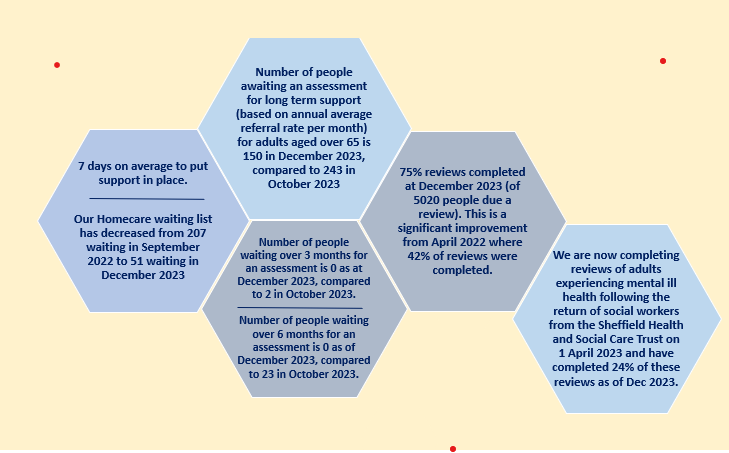 Number of people
awaiting an assessment
for long term support
(based on annual average
referral rate per month)
for adults aged over 65 is
150 in December 2023,
compared to 243 in
October 2023
7 days on average to put
support in place.
Our Homecare waiting list
has decreased from 207
waiting in September
2022 to 51 waiting in
December 2023
75% reviews completed
at December 2023 (of
5020 people due a
review). This is a
significant improvement
from April 2022 where
42% of reviews were
completed.
Number of people
waiting over 3 months for
an assessment is 0 as at
December 2023, compared
to 2 in October 2023.
Number of people waiting
over 6 months for an
assessment is 0 as of
December 2023, compared
to 23 in October 2023.
We are now completing
reviews of adults
experiencing mental ill
health following the
return of social workers
from the Sheffield Health
and Social Care Trust on
1 April 2023 and have
completed 24% of these
reviews as of Dec 2023.